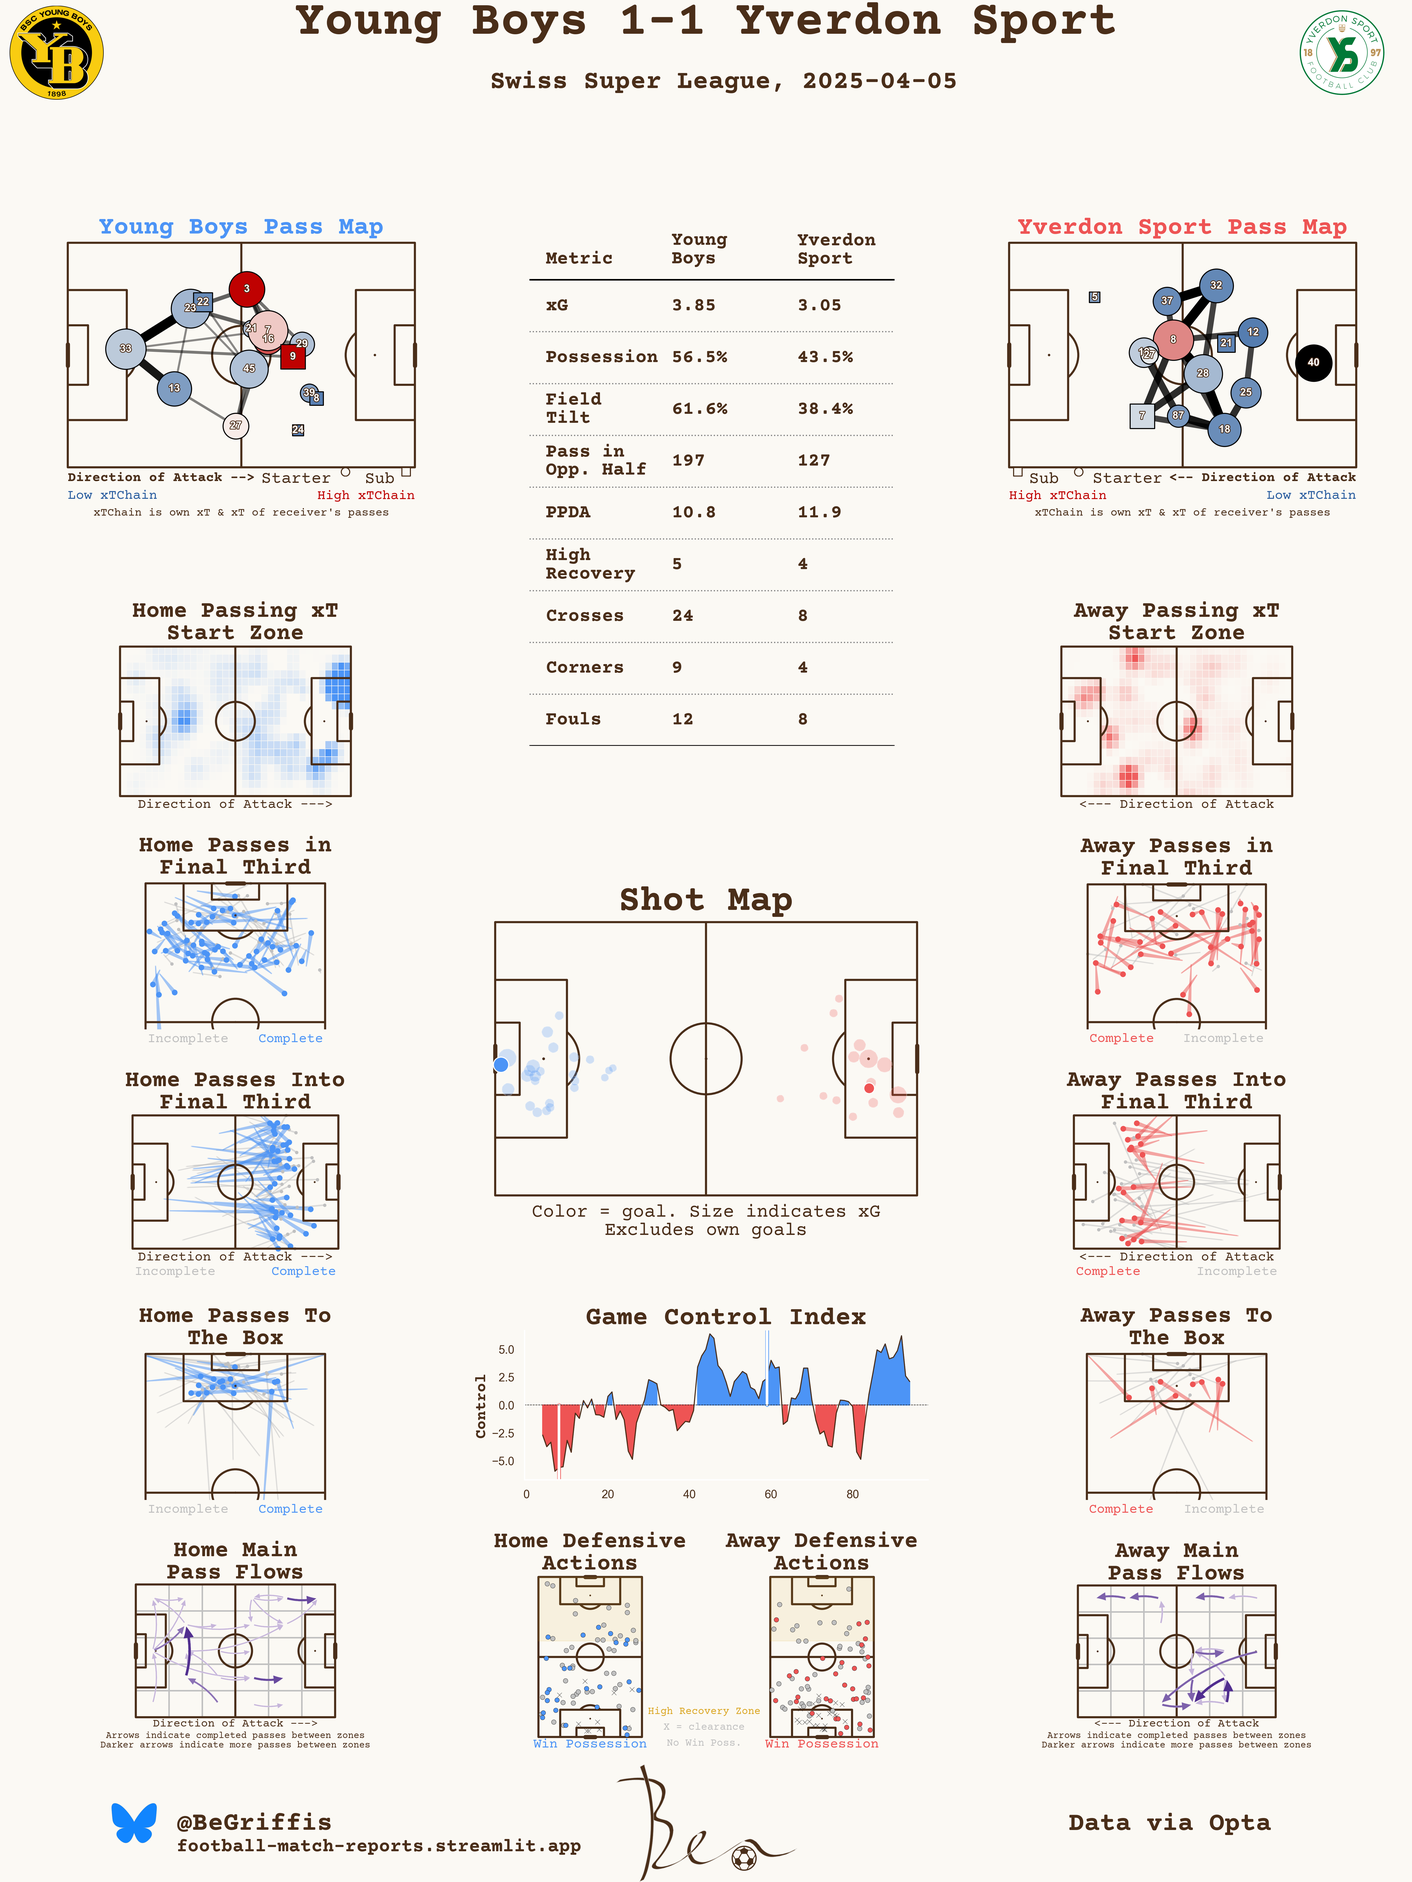 Young Boys 1-1 Yverdon Sport
Swiss Super League, 2025-04-05
BSC YOUNG BOYS
YB
1898
YVERDON SPORT
18 97
FOOTBALL CLUB
Young Boys Pass Map
33
23
22
13
3
21
7
16
29
9
45
39
8
27
24
Direction of Attack --> Starter Sub
Low xTChain High xTChain
xTChain is own xT & xT of receiver's passes
Metric Young Boys Yverdon Sport
xG 3.85 3.05
Possession 56.5% 43.5%
Field Tilt 61.6% 38.4%
Pass in Opp. Half 197 127
PPDA 10.8 11.9
High Recovery 5 4
Crosses 24 8
Corners 9 4
Fouls 12 8
Yverdon Sport Pass Map
5
37
32
8
12
21
27
28
40
25
7
87
18
Sub Starter <-- Direction of Attack
High xTChain Low xTChain
xTChain is own xT & xT of receiver's passes
Home Passing xT
Start Zone
Direction of Attack --->
Away Passing xT
Start Zone
<--- Direction of Attack
Home Passes in
Final Third
Incomplete Complete
Away Passes in
Final Third
Complete Incomplete
Shot Map
Color = goal. Size indicates xG
Excludes own goals
Home Passes Into
Final Third
Direction of Attack --->
Incomplete Complete
Away Passes Into
Final Third
<--- Direction of Attack
Complete Incomplete
Home Passes To
The Box
Incomplete Complete
Game Control Index
Control
5.0
2.5
0.0
−2.5
−5.0
0 20 40 60 80
Away Passes To
The Box
Complete Incomplete
Home Main
Pass Flows
Direction of Attack --->
Arrows indicate completed passes between zones
Darker arrows indicate more passes between zones
Home Defensive
Actions
Win Possession
Away Defensive
Actions
Win Possession
High Recovery Zone
X = clearance
No Win Poss.
Away Main
Pass Flows
<--- Direction of Attack
Arrows indicate completed passes between zones
Darker arrows indicate more passes between zones
@BeGriffis
football-match-reports.streamlit.app
Ben
Data via Opta